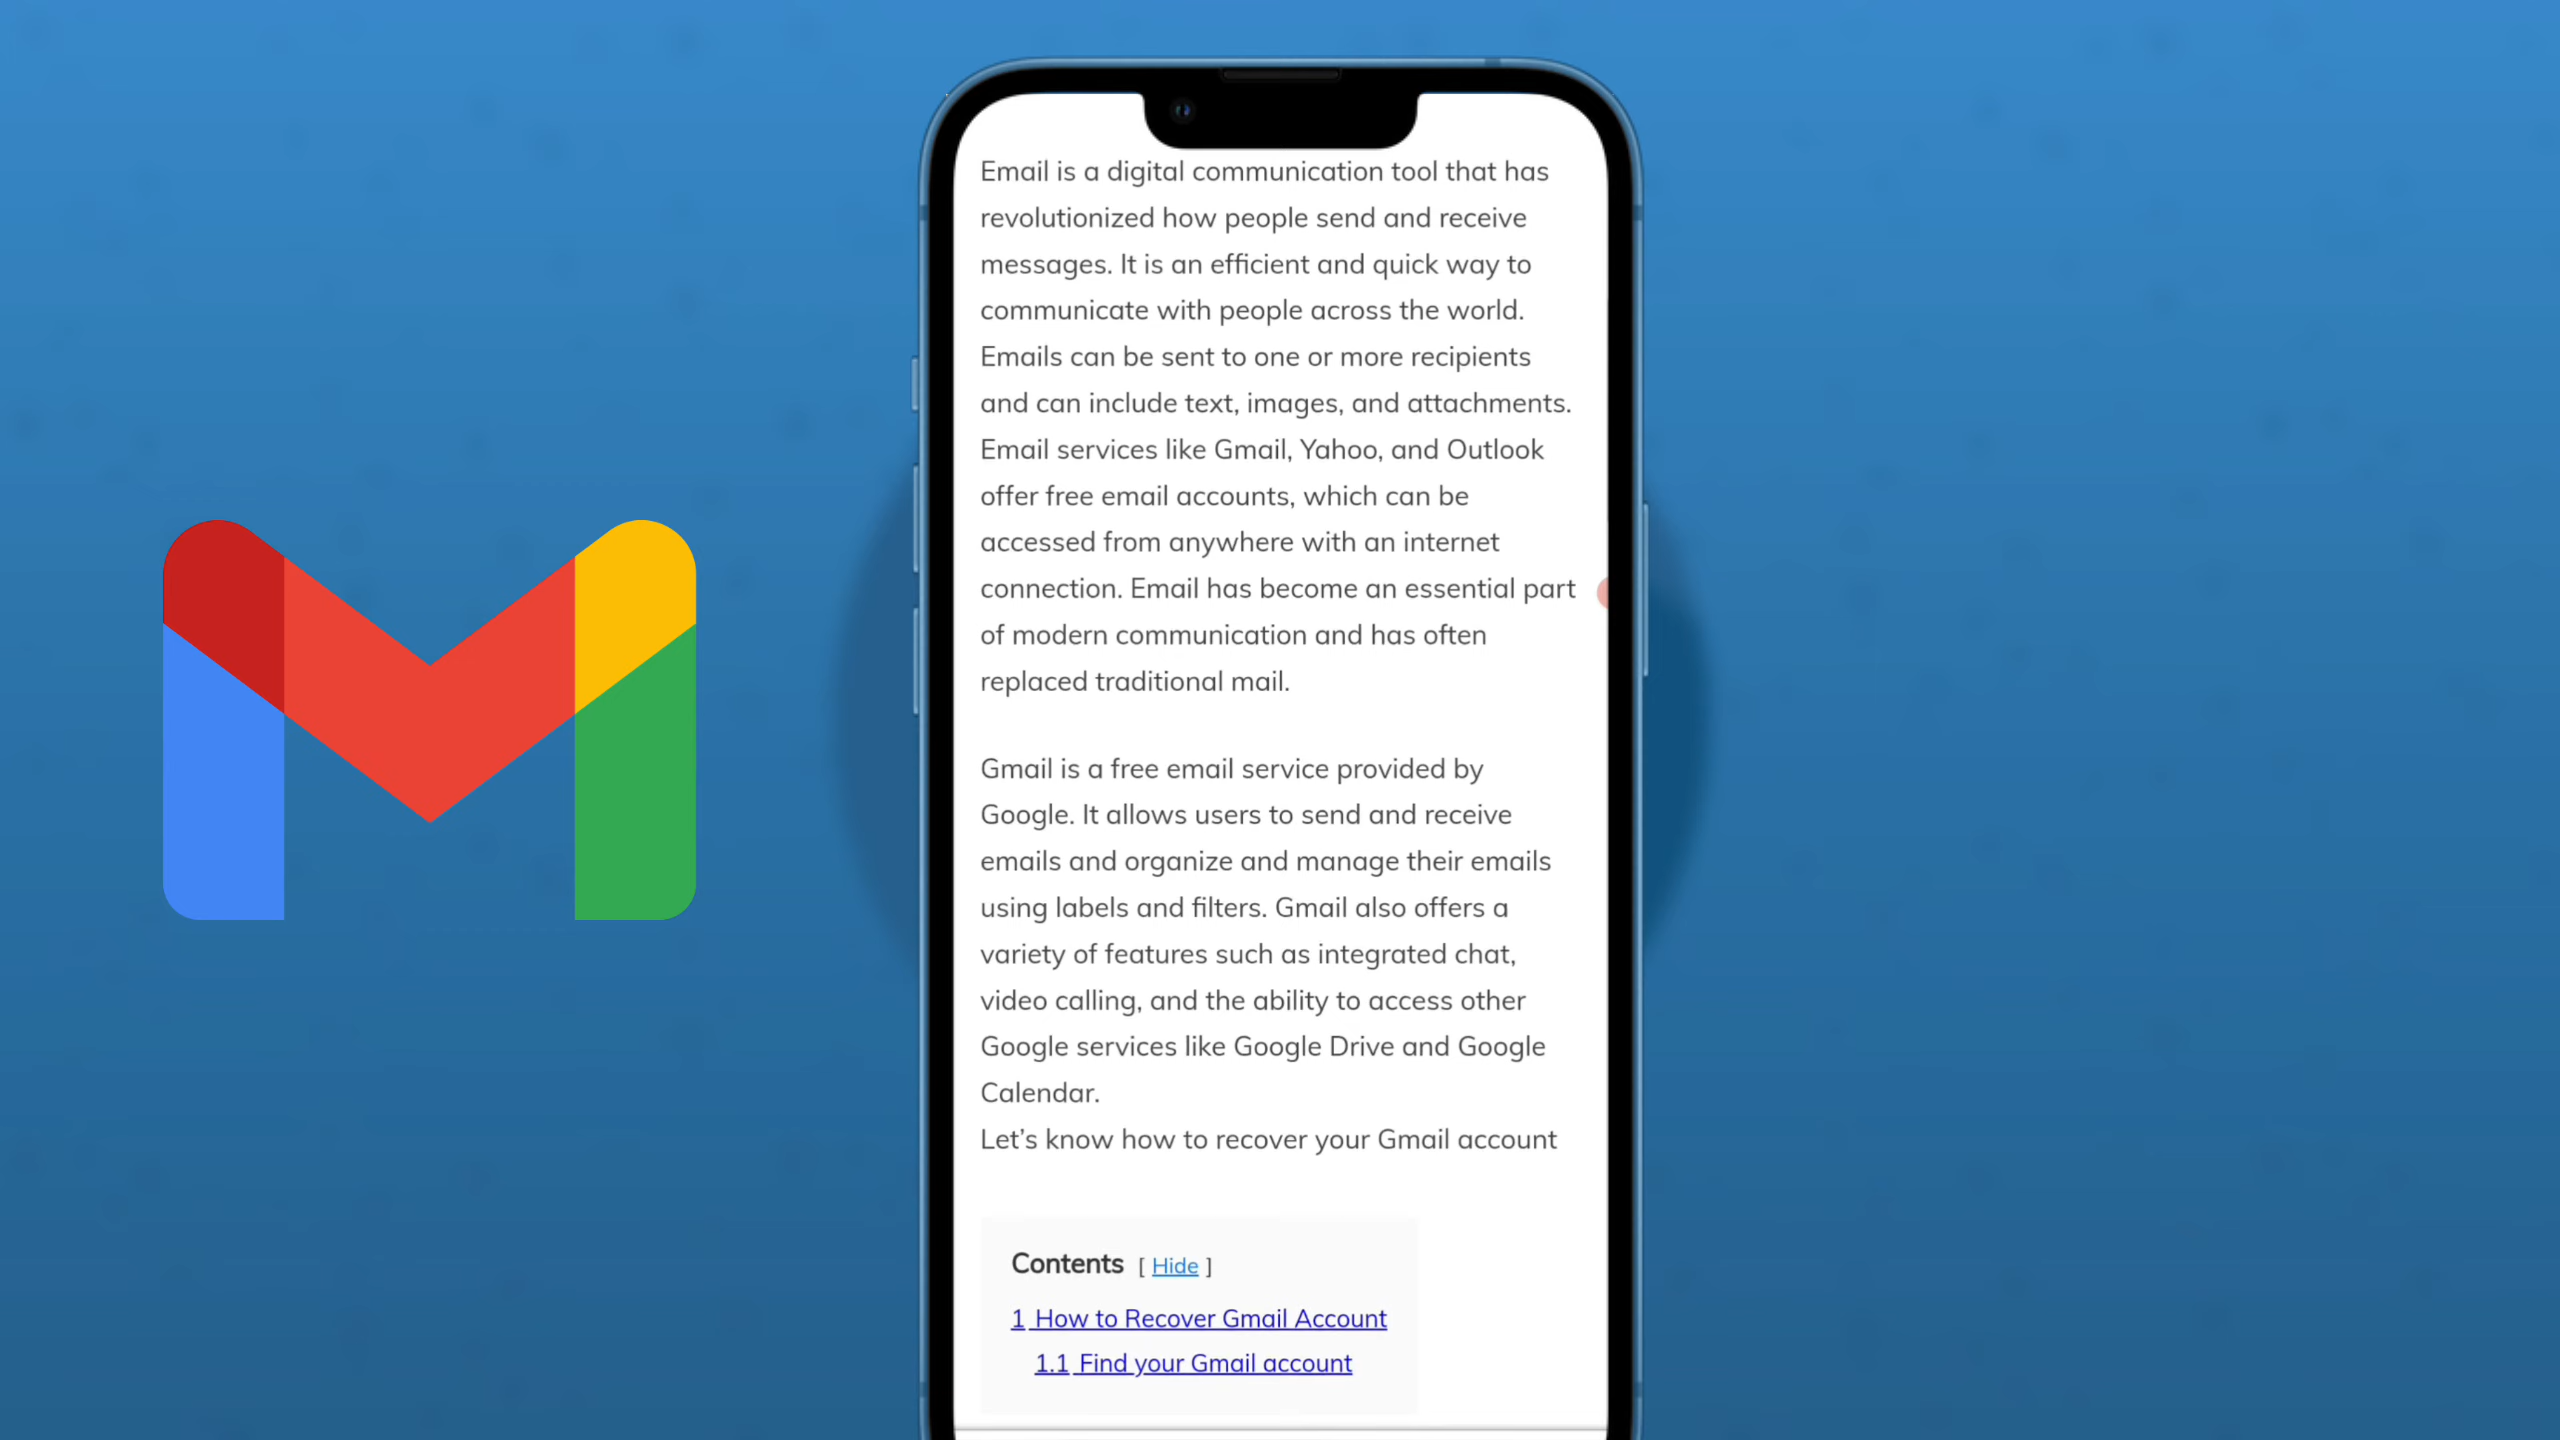 Email is a digital communication tool that has
revolutionized how people send and receive
messages. It is an efficient and quick way to
communicate with people across the world.
Emails can be sent to one or more recipients
and can include text, images, and attachments.
Email services like Gmail, Yahoo, and Outlook
offer free email accounts, which can be
accessed from anywhere with an internet
connection. Email has become an essential part
of modern communication and has often
replaced traditional mail.
Gmail is a free email service provided by
Google. It allows users to send and receive
emails and organize and manage their emails
using labels and filters. Gmail also offers a
variety of features such as integrated chat,
video calling, and the ability to access other
Google services like Google Drive and Google
Calendar.
Let’s know how to recover your Gmail account
Contents [ Hide ]
1 How to Recover Gmail Account
1.1 Find your Gmail account